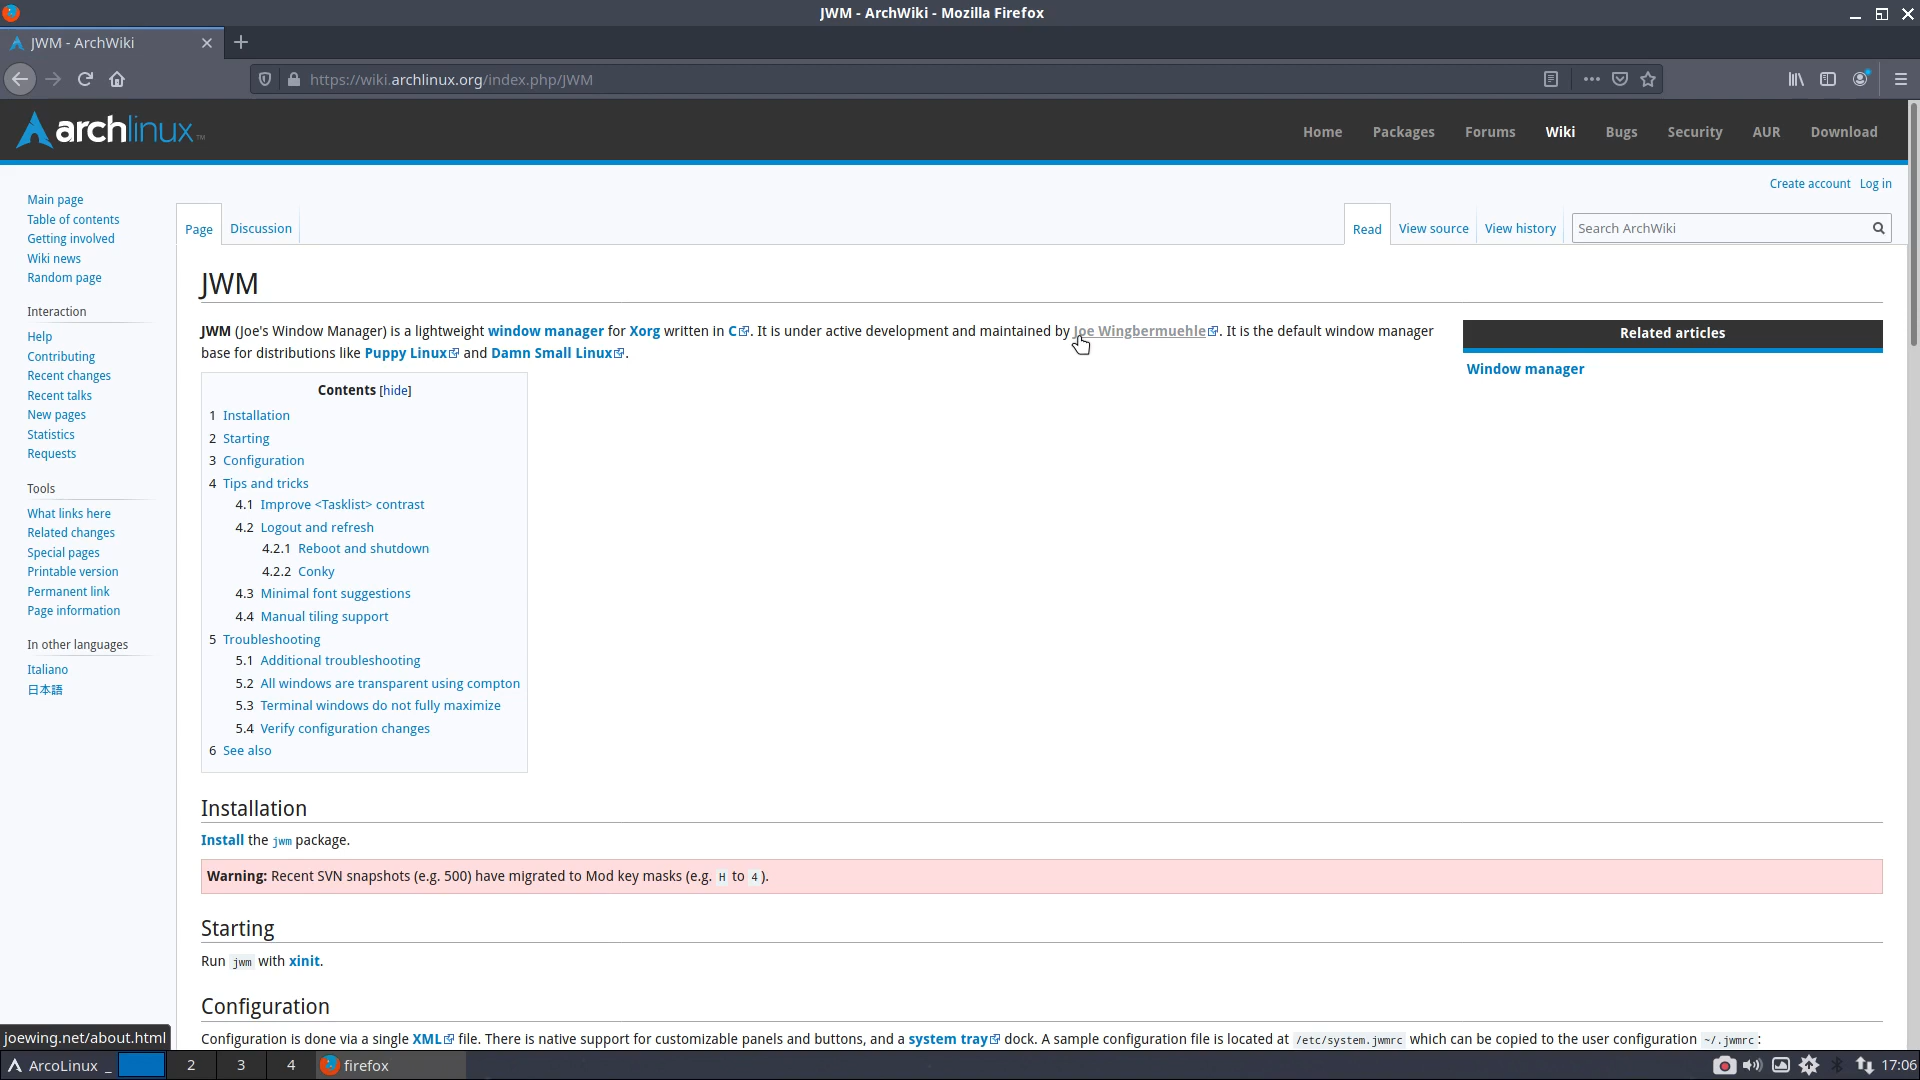 JWM - ArchWiki - Mozilla Firefox
JWM - ArchWiki
https://wiki.archlinux.org/index.php/JWM
archlinux™
Home Packages Forums Wiki Bugs Security AUR Download
Create account Log in
Main page
Table of contents
Getting involved
Wiki news
Random page
Interaction
Help
Contributing
Recent changes
Recent talks
New pages
Statistics
Requests
Tools
What links here
Related changes
Special pages
Printable version
Permanent link
Page information
In other languages
Italiano
日本語
Page Discussion
Read View source View history Search ArchWiki
JWM
JWM (Joe's Window Manager) is a lightweight window manager for Xorg written in C. It is under active development and maintained by Joe Wingbermuehle. It is the default window manager
base for distributions like Puppy Linux and Damn Small Linux.
Related articles
Window manager
Contents [hide]
1 Installation
2 Starting
3 Configuration
4 Tips and tricks
4.1 Improve <Tasklist> contrast
4.2 Logout and refresh
4.2.1 Reboot and shutdown
4.2.2 Conky
4.3 Minimal font suggestions
4.4 Manual tiling support
5 Troubleshooting
5.1 Additional troubleshooting
5.2 All windows are transparent using compton
5.3 Terminal windows do not fully maximize
5.4 Verify configuration changes
6 See also
Installation
Install the jwm package.
Warning: Recent SVN snapshots (e.g. 500) have migrated to Mod key masks (e.g. H to 4 ).
Starting
Run jwm with xinit.
Configuration
Configuration is done via a single XML file. There is native support for customizable panels and buttons, and a system tray dock. A sample configuration file is located at /etc/system.jwmrc which can be copied to the user configuration ~/.jwmrc :
joewing.net/about.html
ArcoLinux _ 2 3 4 firefox 17:06